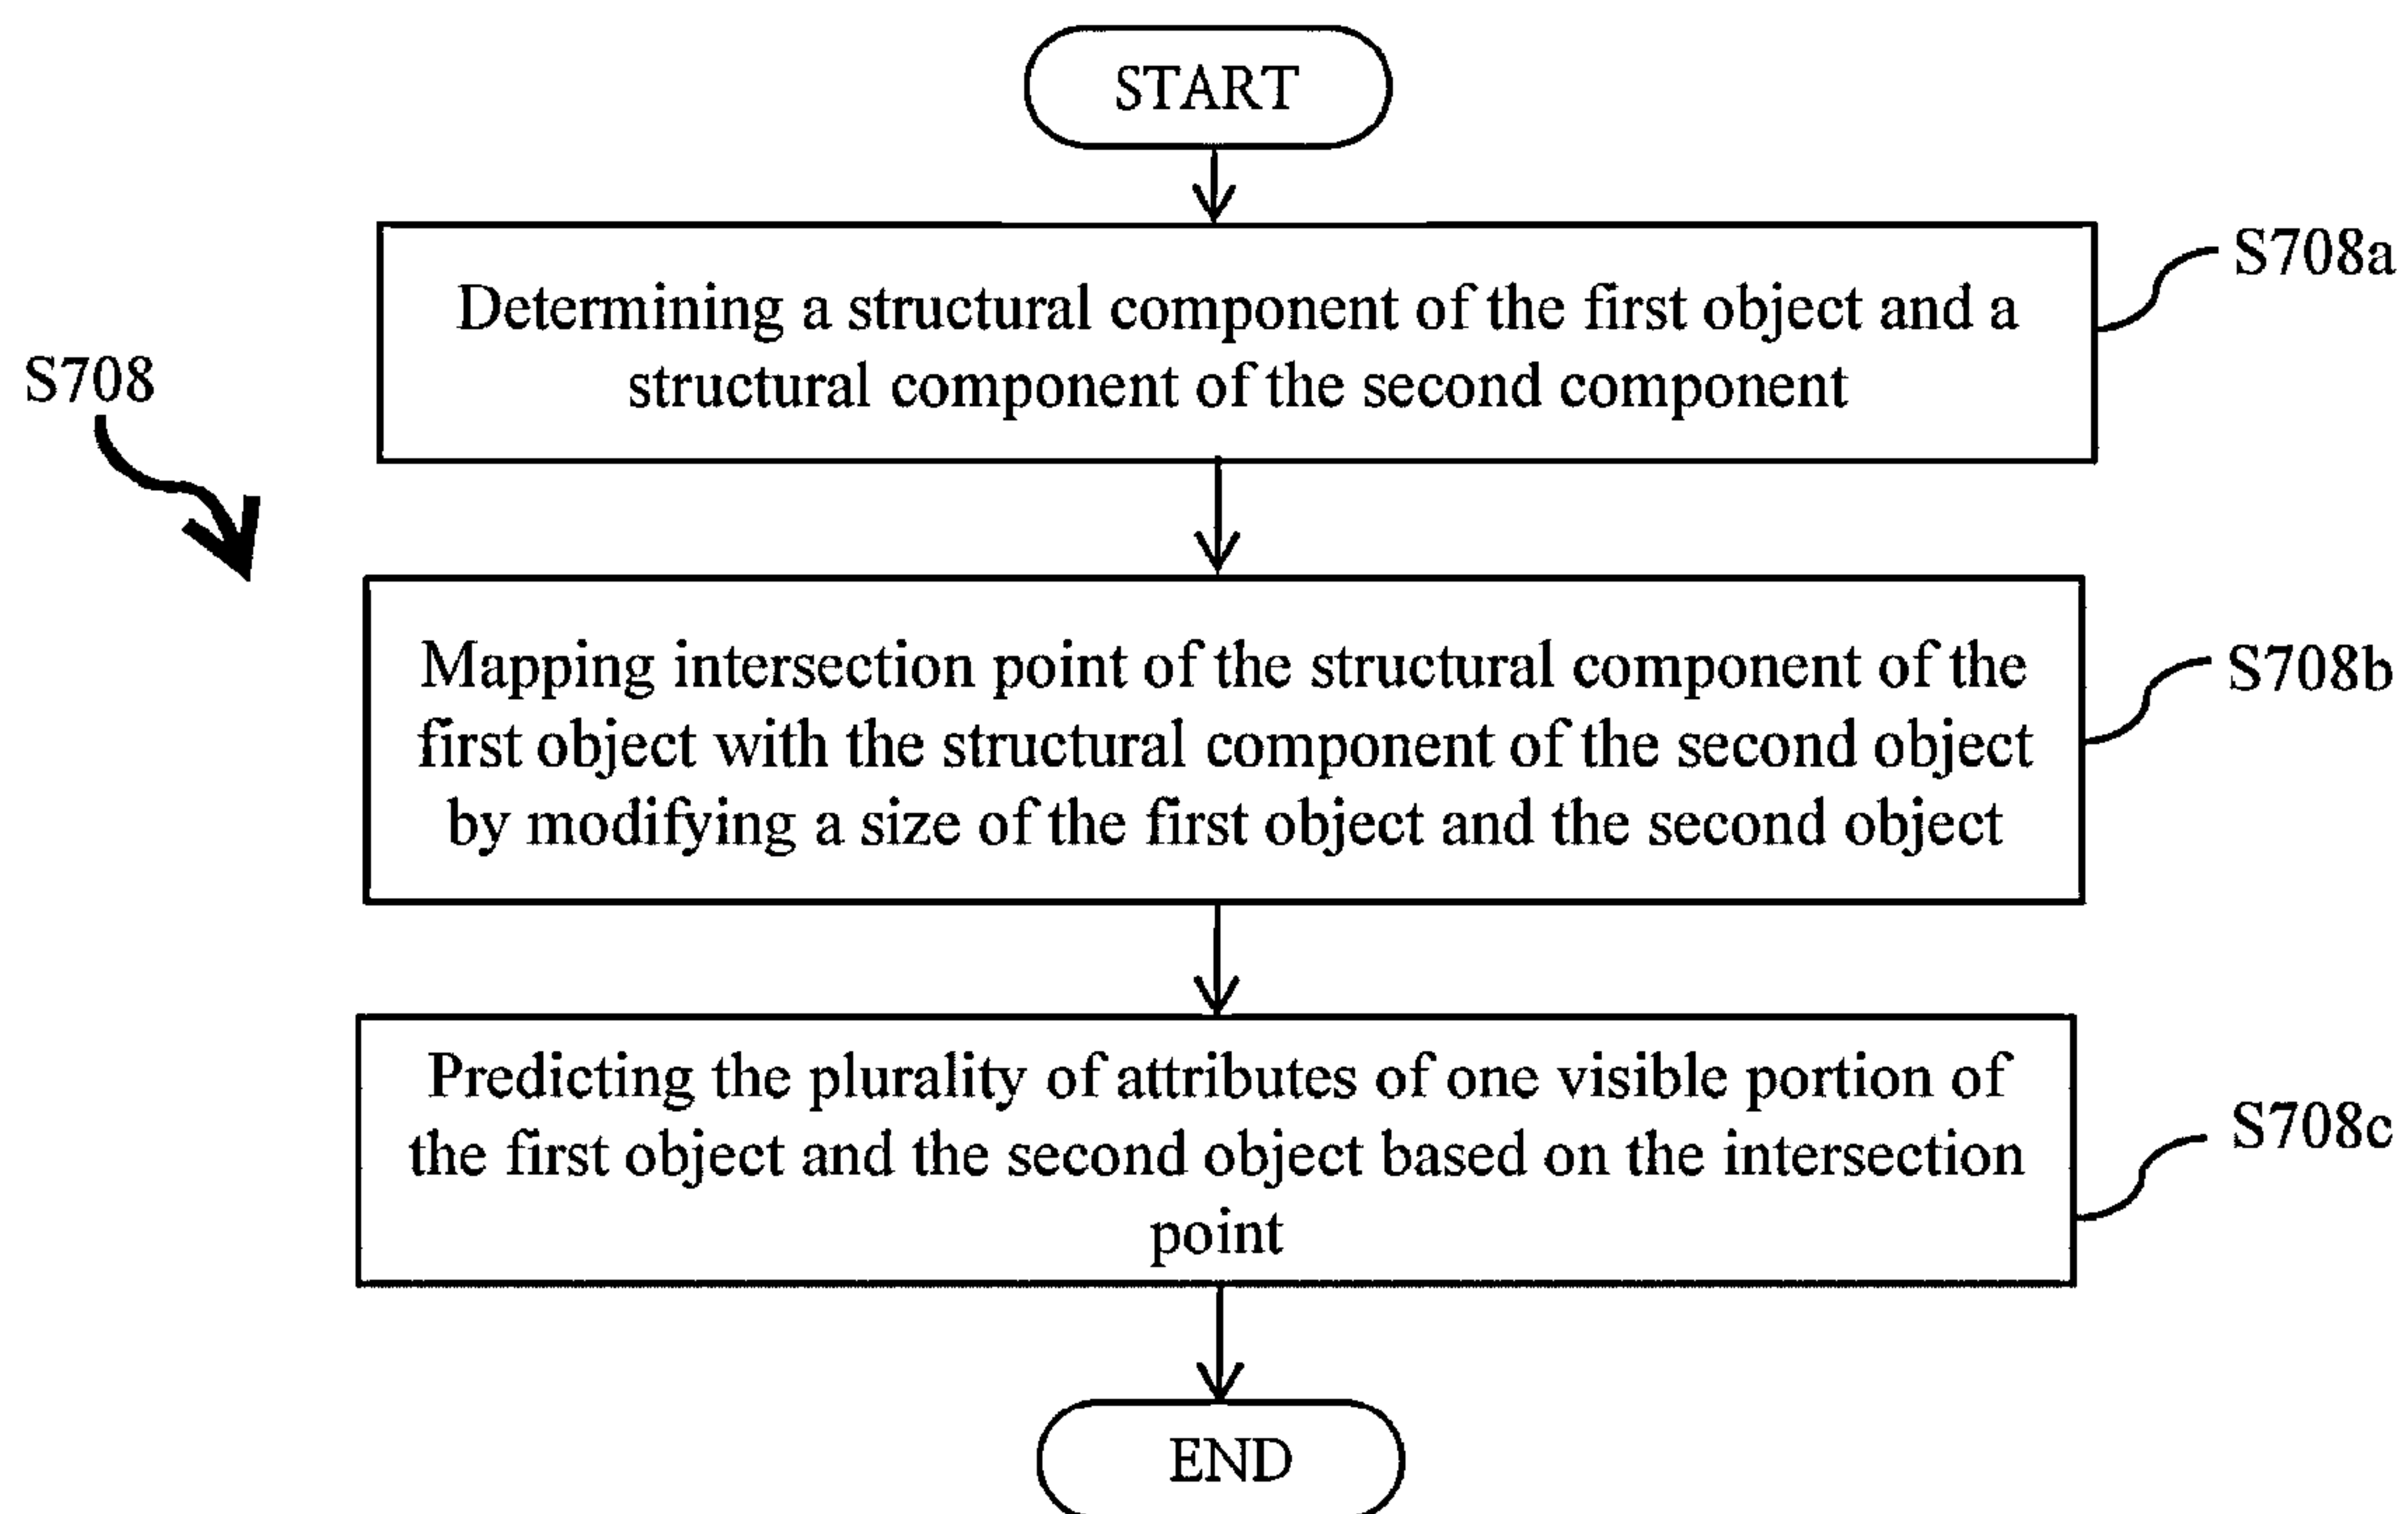 START
S708a
Determining a structural component of the first object and a
structural component of the second component
S708
Mapping intersection point of the structural component of the
first object with the structural component of the second object
by modifying a size of the first object and the second object
S708b
Predicting the plurality of attributes of one visible portion of
the first object and the second object based on the intersection
point
S708c
END